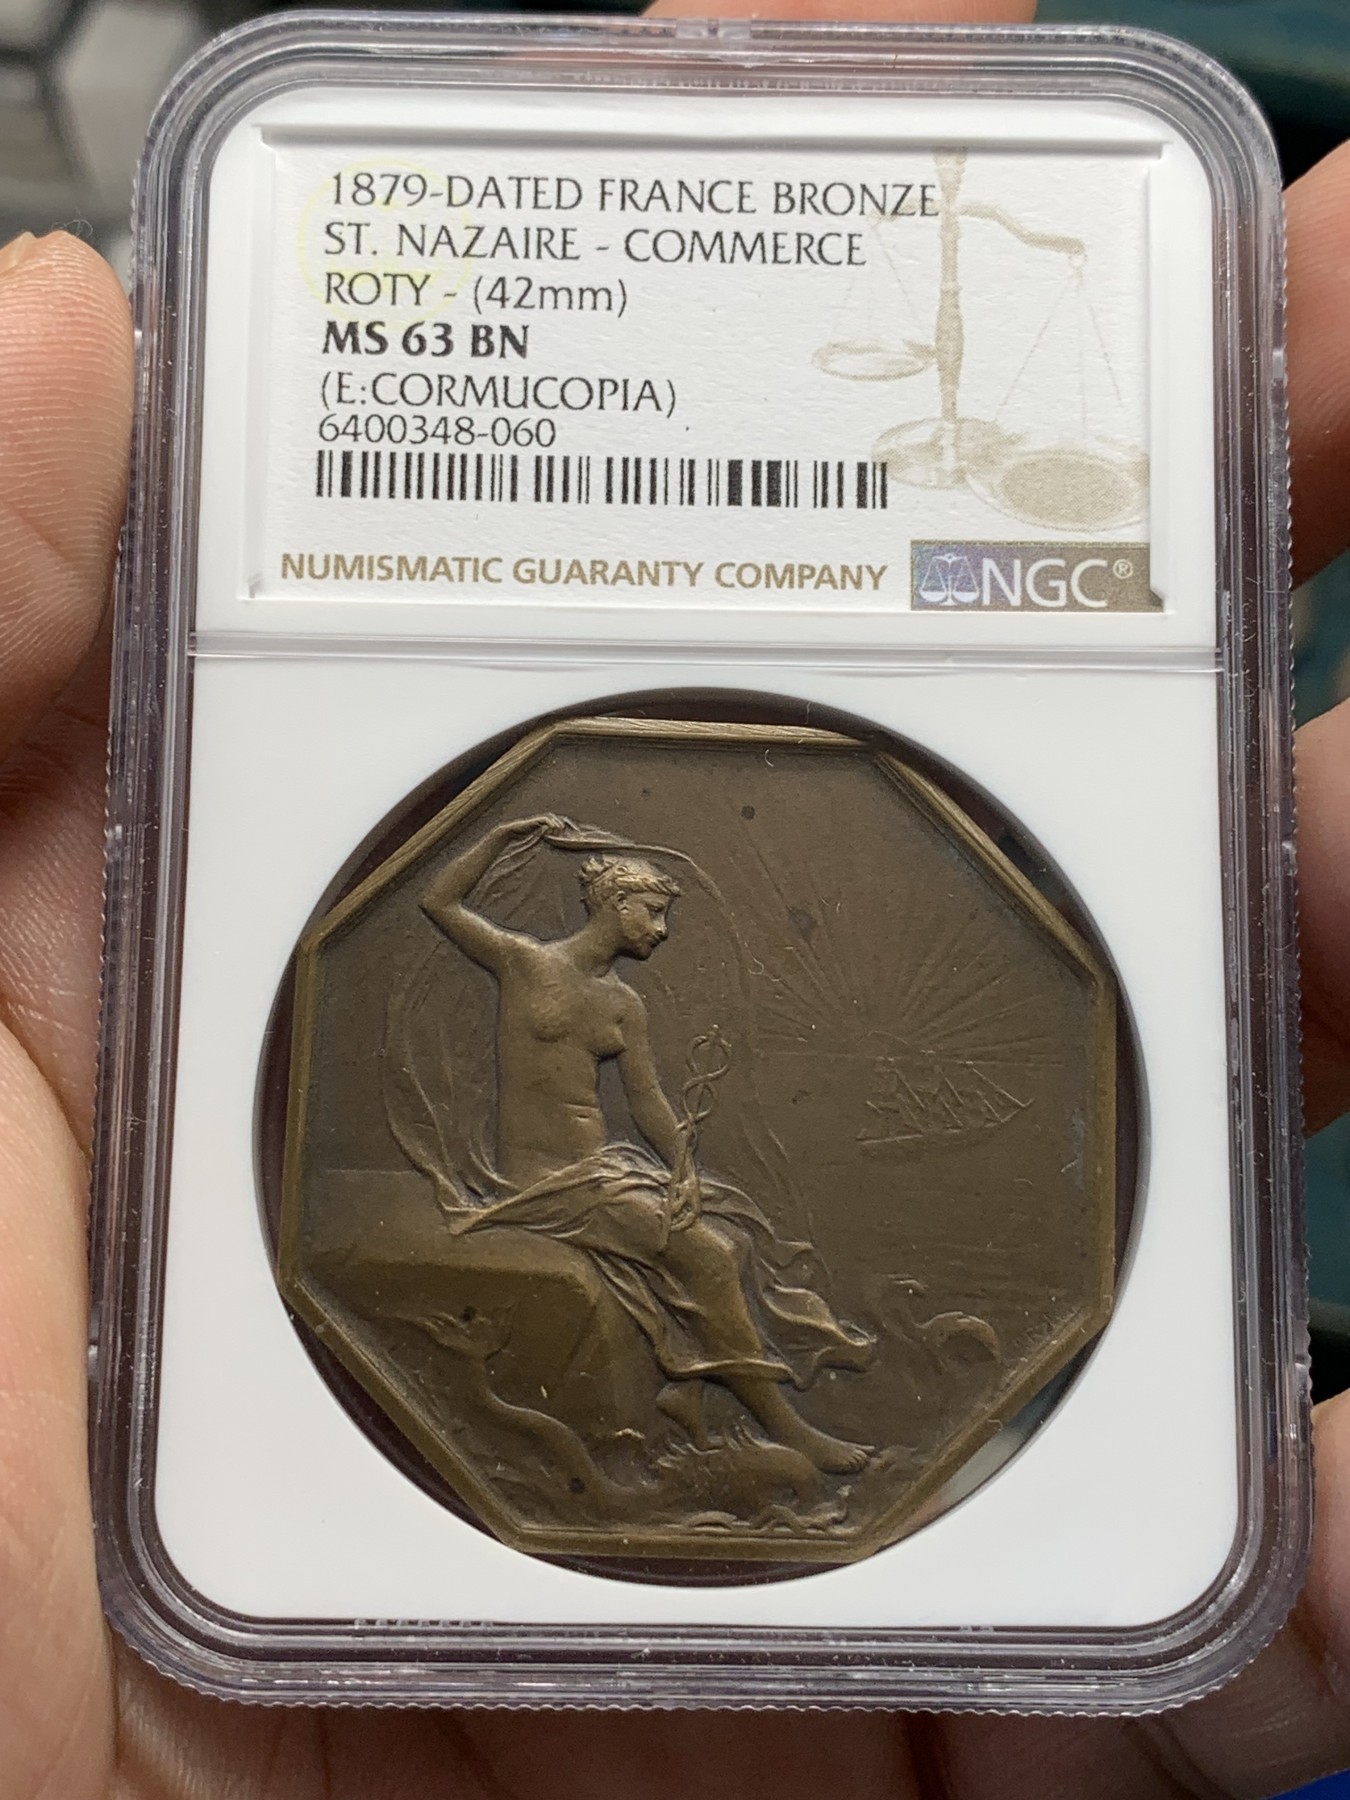 1879-DATED FRANCE BRONZE
ST. NAZAIRE - COMMERCE
ROTY - (42mm)
MS 63 BN
(E:CORMUCOPIA)
6400348-060
NUMISMATIC GUARANTY COMPANY NGC®